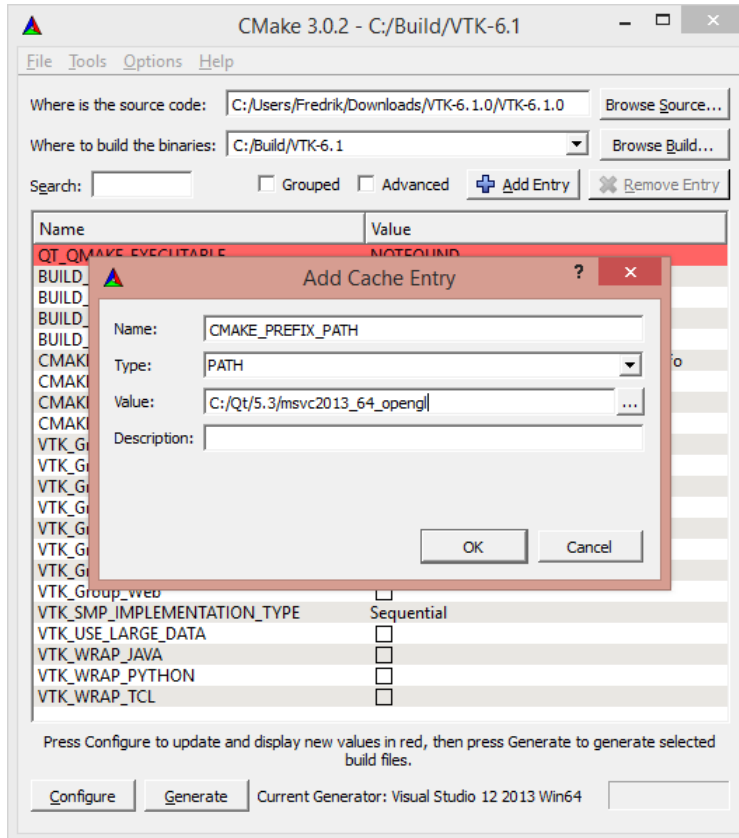 CMake 3.0.2 - C:/Build/VTK-6.1
File Tools Options Help
Where is the source code: C:/Users/Fredrik/Downloads/VTK-6.1.0/VTK-6.1.0 Browse Source...
Where to build the binaries: C:/Build/VTK-6.1 Browse Build...
Search: Grouped Advanced Add Entry Remove Entry
Name Value
QT_QMAKE_EXECUTABLE NOTFOUND
BUILD_
Add Cache Entry ?
BUILD_
BUILD_
Name: CMAKE_PREFIX_PATH
BUILD_
CMAK
Type: PATH
CMAK
CMAK
Value: C:/Qt/5.3/msvc2013_64_opengl ...
CMAK
VTK_Gr
Description:
VTK_Gr
VTK_Gr
VTK_Gr
VTK_Gr
VTK_Gr
VTK_Gr
OK Cancel
VTK_Group_Web
VTK_SMP_IMPLEMENTATION_TYPE Sequential
VTK_USE_LARGE_DATA
VTK_WRAP_JAVA
VTK_WRAP_PYTHON
VTK_WRAP_TCL
Press Configure to update and display new values in red, then press Generate to generate selected
build files.
Configure Generate Current Generator: Visual Studio 12 2013 Win64